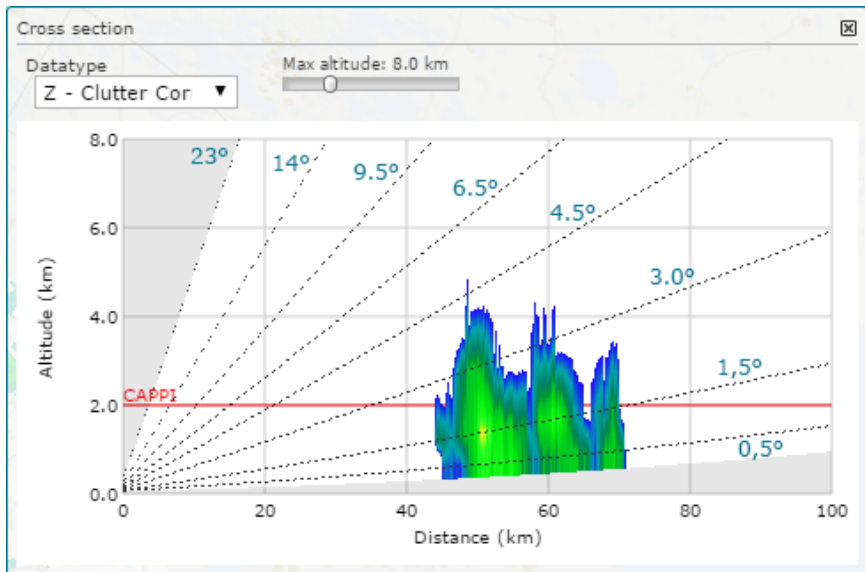 Cross section
Datatype
Max altitude: 8.0 km
Z - Clutter Cor
8.0
23º
14º
9.5º
6.5º
4.5º
6.0
3.0º
Altitude (km)
4.0
1,5º
CAPPI
2.0
0,5º
0.0
0
20
40
60
80
100
Distance (km)